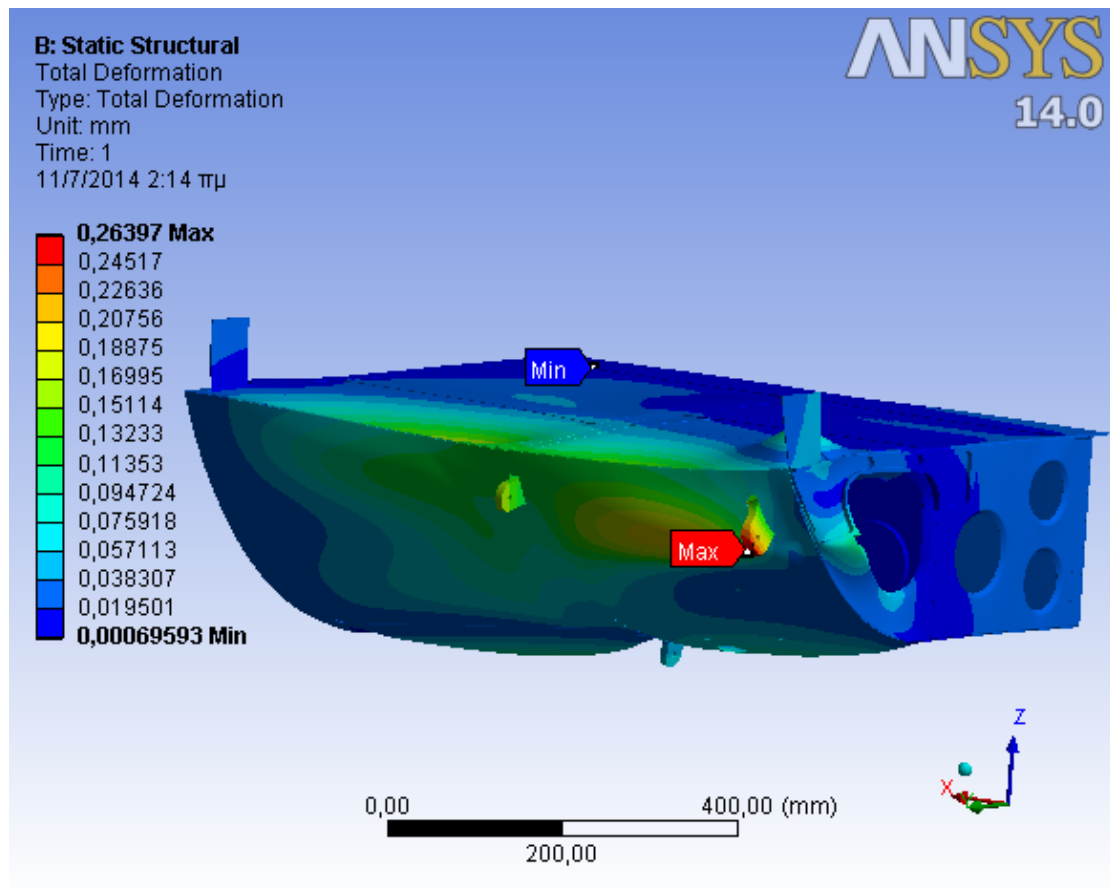 B: Static Structural
Total Deformation
Type: Total Deformation
Unit: mm
Time: 1
11/7/2014 2:14 πμ
ANSYS
14.0
0,26397 Max
0,24517
0,22636
0,20756
0,18875
0,16995
0,15114
0,13233
0,11353
0,094724
0,075918
0,057113
0,038307
0,019501
0,00069593 Min
Min
Max
Z
X
0,00
400,00 (mm)
200,00